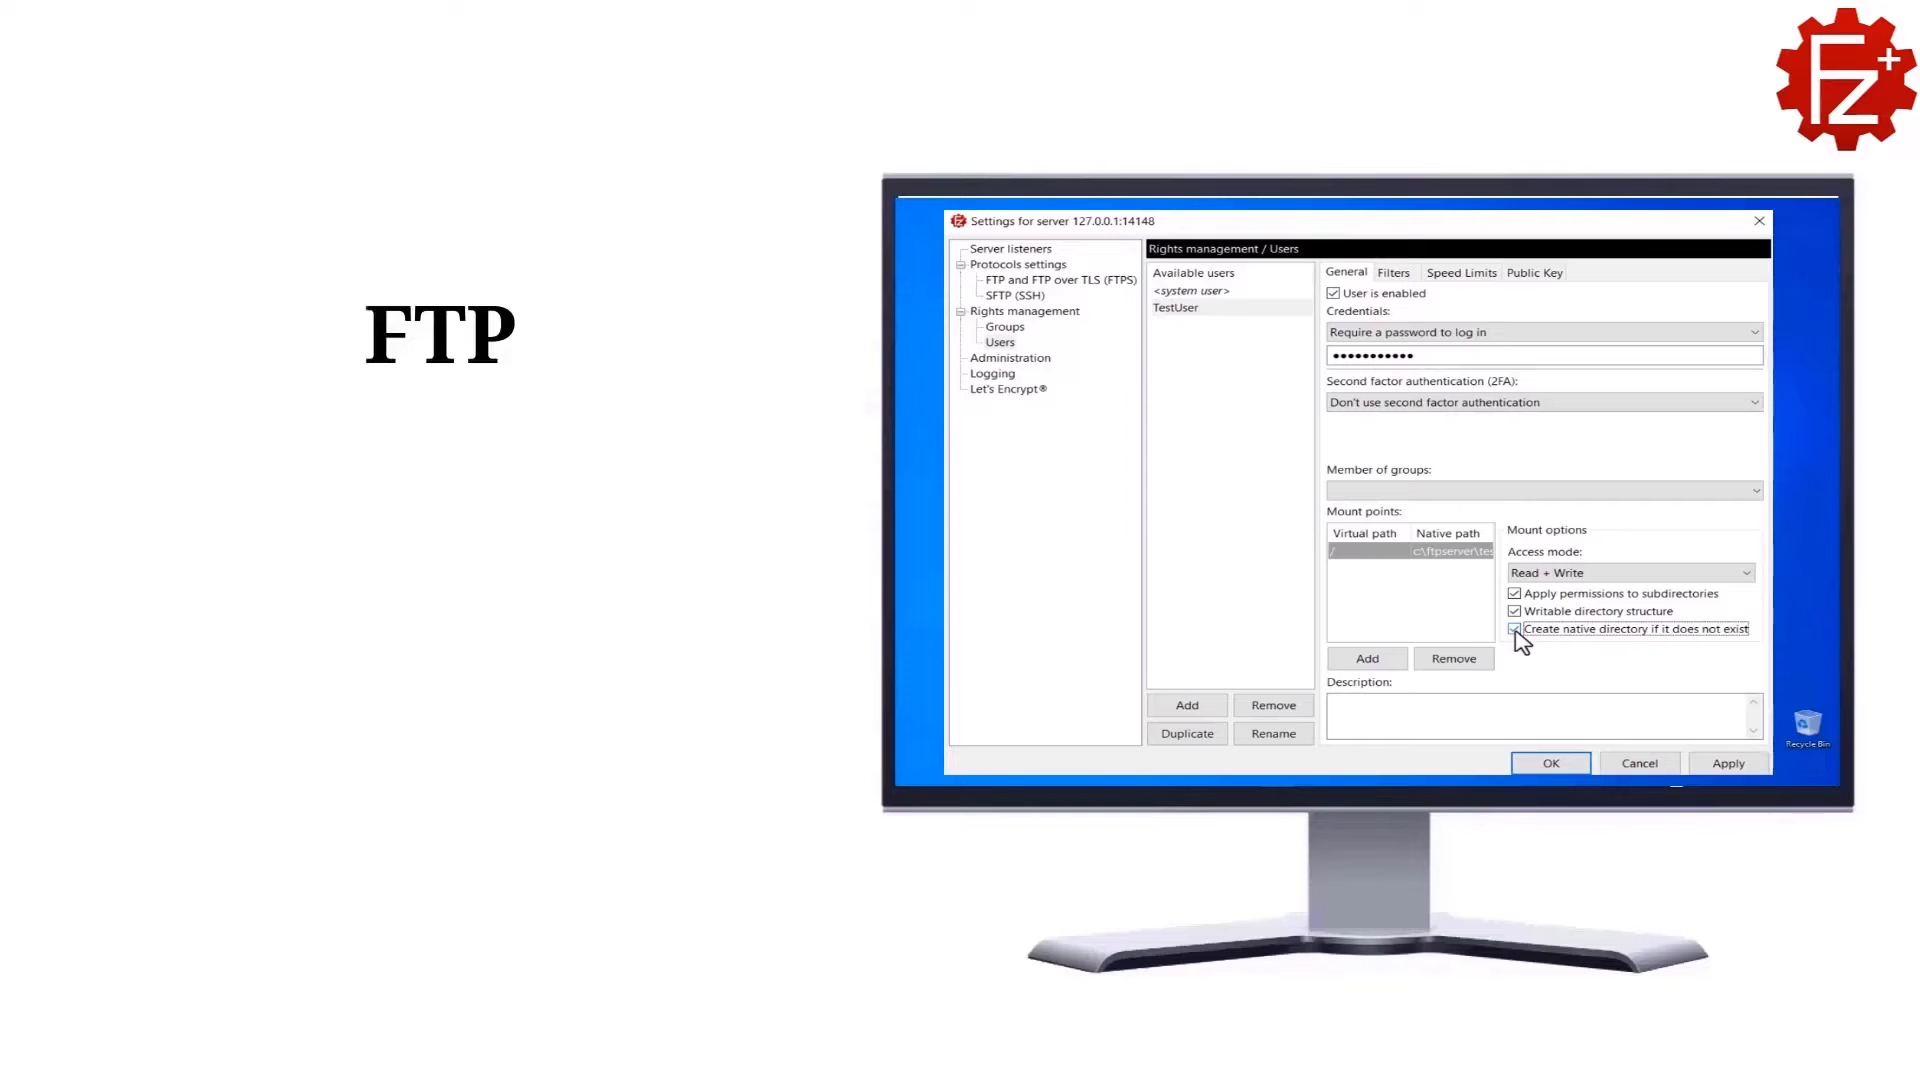 FZ+
FTP
Settings for server 127.0.0.1:14148
Server listeners
Protocols settings
FTP and FTP over TLS (FTPS)
SFTP (SSH)
Rights management
Groups
Users
Administration
Logging
Let's Encrypt®
Rights management / Users
Available users
<system user>
TestUser
Add
Remove
Duplicate
Rename
General Filters Speed Limits Public Key
User is enabled
Credentials:
Require a password to log in
•••••••••••
Second factor authentication (2FA):
Don't use second factor authentication
Member of groups:
Mount points:
Virtual path Native path
/ c:\ftpserver\tes
Add Remove
Mount options
Access mode:
Read + Write
Apply permissions to subdirectories
Writable directory structure
Create native directory if it does not exist
Description:
OK Cancel Apply
Recycle Bin